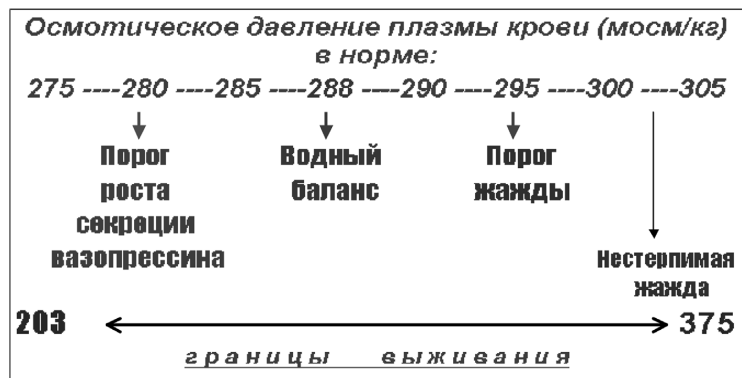 Осмотическое давление плазмы крови (мосм/кг)
в норме:
275 ----280 ----285 ----288 ----290 ----295 ----300 ----305
Порог
роста
секреции
вазопрессина
Водный
баланс
Порог
жажды
Нестерпимая
жажда
203
375
границы выживания